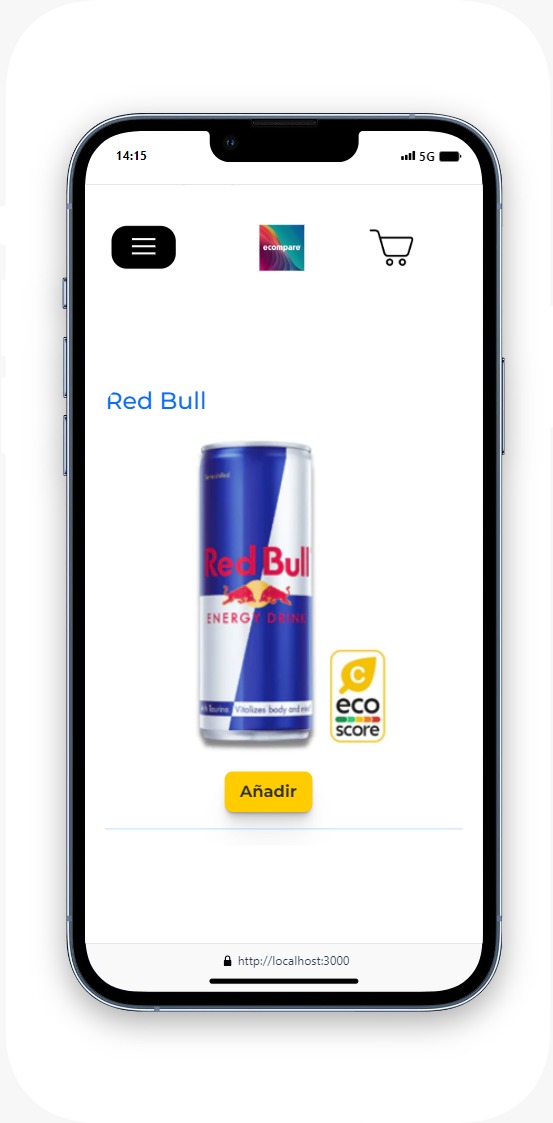 14:15
5G
ecompare
Red Bull
Red Bull
ENERGY DRINK
With Taurine. Vitalizes body and mind.
C
eco
score
Añadir
http://localhost:3000